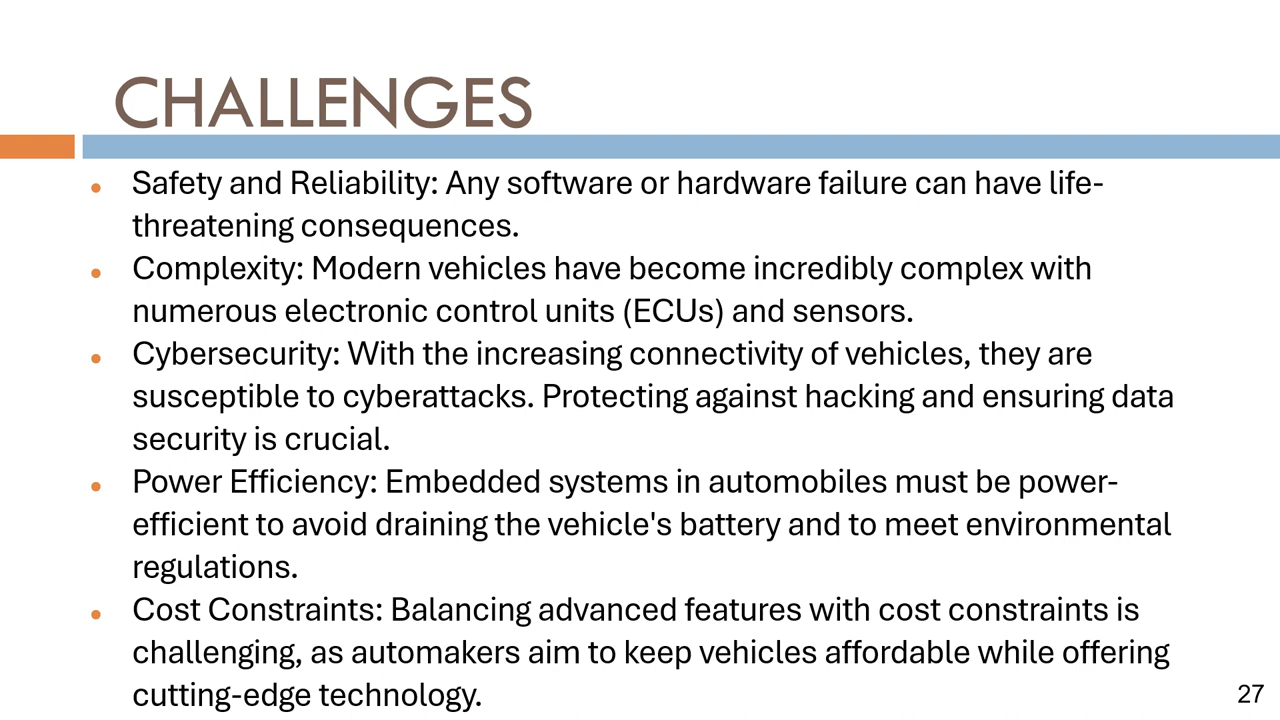 CHALLENGES
• Safety and Reliability: Any software or hardware failure can have life-
threatening consequences.
• Complexity: Modern vehicles have become incredibly complex with
numerous electronic control units (ECUs) and sensors.
• Cybersecurity: With the increasing connectivity of vehicles, they are
susceptible to cyberattacks. Protecting against hacking and ensuring data
security is crucial.
• Power Efficiency: Embedded systems in automobiles must be power-
efficient to avoid draining the vehicle's battery and to meet environmental
regulations.
• Cost Constraints: Balancing advanced features with cost constraints is
challenging, as automakers aim to keep vehicles affordable while offering
cutting-edge technology.
27